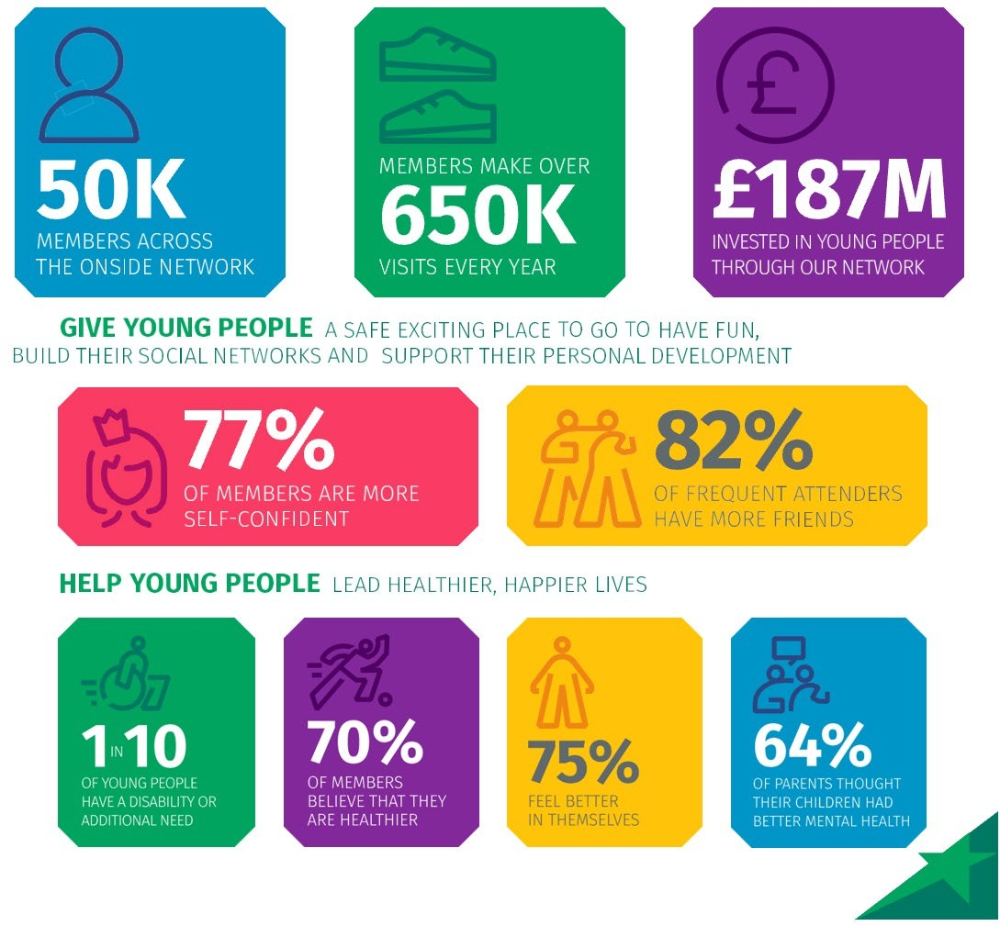 50K
MEMBERS ACROSS
THE ONSIDE NETWORK
MEMBERS MAKE OVER
650K
VISITS EVERY YEAR
£
£187M
INVESTED IN YOUNG PEOPLE
THROUGH OUR NETWORK
GIVE YOUNG PEOPLE A SAFE EXCITING PLACE TO GO TO HAVE FUN,
BUILD THEIR SOCIAL NETWORKS AND SUPPORT THEIR PERSONAL DEVELOPMENT
77%
OF MEMBERS ARE MORE
SELF-CONFIDENT
82%
OF FREQUENT ATTENDERS
HAVE MORE FRIENDS
HELP YOUNG PEOPLE LEAD HEALTHIER, HAPPIER LIVES
1 IN 10
OF YOUNG PEOPLE
HAVE A DISABILITY OR
ADDITIONAL NEED
70%
OF MEMBERS
BELIEVE THAT THEY
ARE HEALTHIER
75%
FEEL BETTER
IN THEMSELVES
64%
OF PARENTS THOUGHT
THEIR CHILDREN HAD
BETTER MENTAL HEALTH